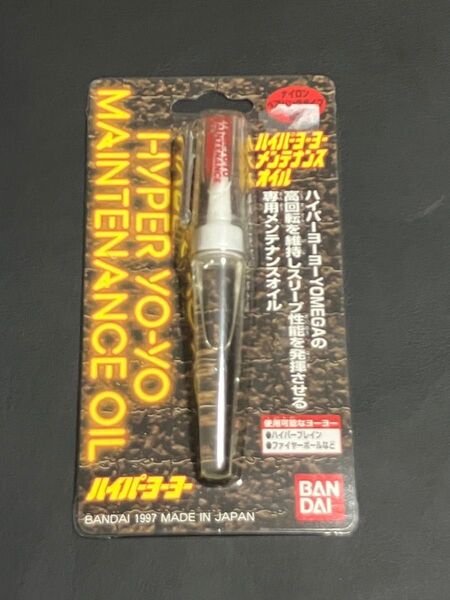 HYPER YO-YO
MAINTENANCE OIL
ナイロン
ハイパーヨーヨー
メンテナンス
オイル
ハイパーヨーヨーYOMEGAの
高回転を維持しスリープ性能を発揮させる
専用メンテナンスオイル
使用可能なヨーヨー
●ハイパーブレイン
●ファイヤーボールなど
ハイパーヨーヨー
BAN
DAI
BANDAI 1997 MADE IN JAPAN